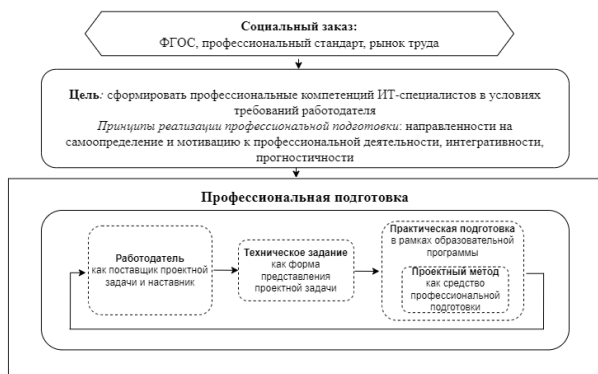 Социальный заказ:
ФГОС, профессиональный стандарт, рынок труда
Цель: сформировать профессиональные компетенций ИТ-специалистов в условиях
требований работодателя
Принципы реализации профессиональной подготовки: направленности на
самоопределение и мотивацию к профессиональной деятельности, интегративности,
прогностичности
Профессиональная подготовка
Работодатель
как поставщик проектной
задачи и наставник
Техническое задание
как форма
представления
проектной задачи
Практическая подготовка
в рамках образовательной
программы
Проектный метод
как средство
профессиональной
подготовки